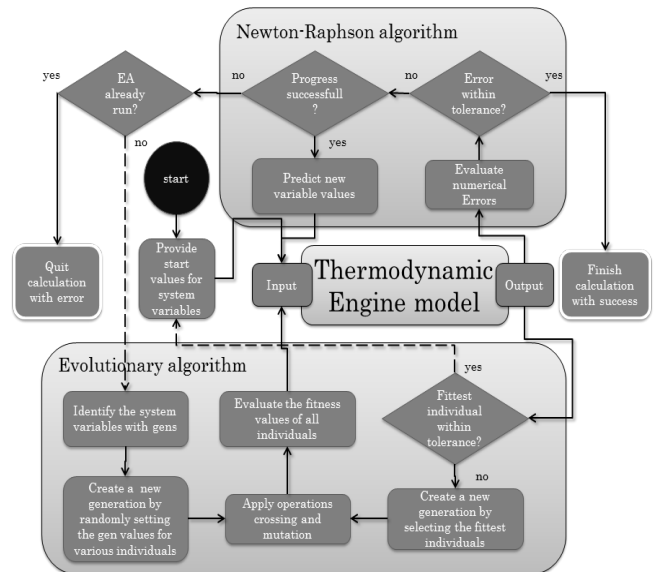 Newton-Raphson algorithm
yes
EA
already
run?
no
Progress
successfull
?
no
Error
within
tolerance?
yes
no
yes
start
Predict new
variable values
Evaluate
numerical
Errors
Quit
calculation
with error
Provide
start
values for
system
variables
Input
Thermodynamic
Engine model
Output
Finish
calculation
with success
Evolutionary algorithm
yes
Identify the system
variables with gens
Evaluate the fitness
values of all
individuals
Fittest
individual
within
tolerance?
no
Create a new
generation by
randomly setting
the gen values for
various individuals
Apply operations
crossing and
mutation
Create a new
generation by
selecting the fittest
individuals